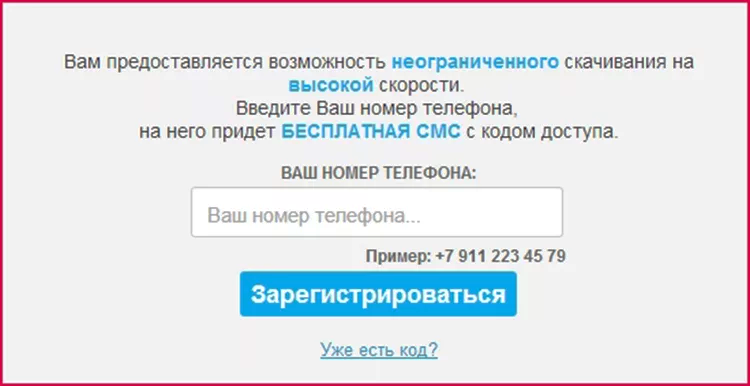 Вам предоставляется возможность неограниченного скачивания на
высокой скорости.
Введите Ваш номер телефона,
на него придет БЕСПЛАТНАЯ СМС с кодом доступа.
ВАШ НОМЕР ТЕЛЕФОНА:
Ваш номер телефона...
Пример: +7 911 223 45 79
Зарегистрироваться
Уже есть код?